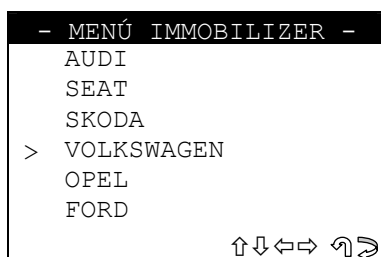 - MENÚ IMMOBILIZER -
AUDI
SEAT
SKODA
> VOLKSWAGEN
OPEL
FORD
⇧⇩⇦⇨